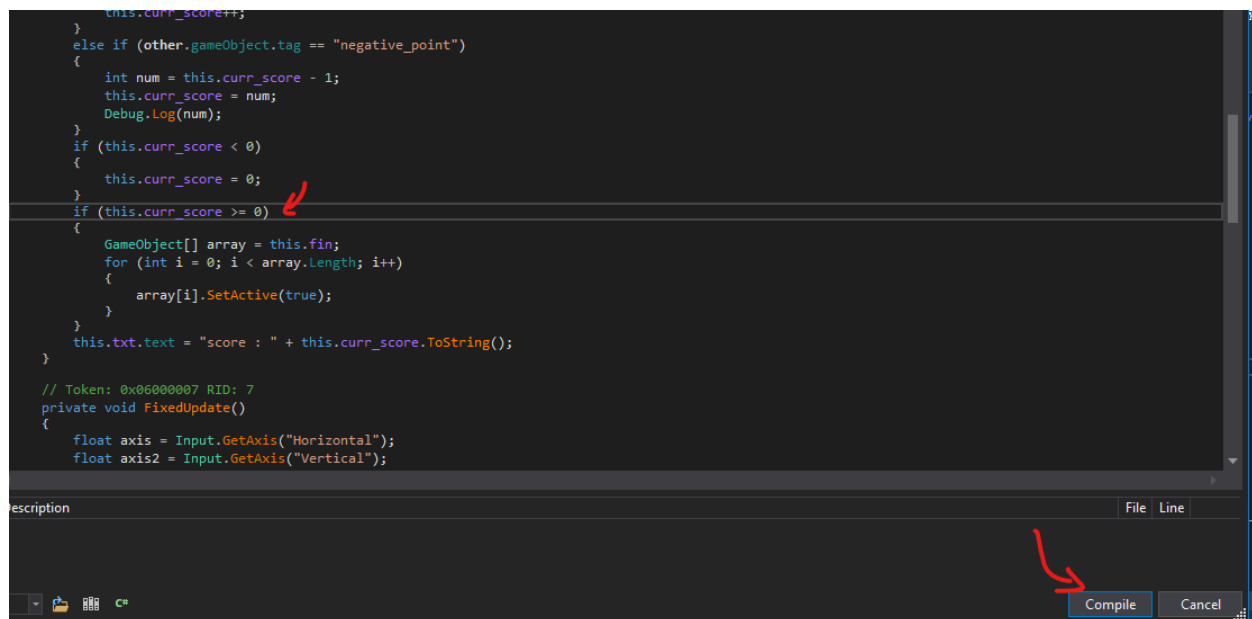 this.curr_score++;
}
else if (other.gameObject.tag == "negative_point")
{
int num = this.curr_score - 1;
this.curr_score = num;
Debug.Log(num);
}
if (this.curr_score < 0)
{
this.curr_score = 0;
}
if (this.curr_score >= 0)
{
GameObject[] array = this.fin;
for (int i = 0; i < array.Length; i++)
{
array[i].SetActive(true);
}
}
this.txt.text = "score : " + this.curr_score.ToString();
}
// Token: 0x06000007 RID: 7
private void FixedUpdate()
{
float axis = Input.GetAxis("Horizontal");
float axis2 = Input.GetAxis("Vertical");
Description File Line
C#
Compile Cancel